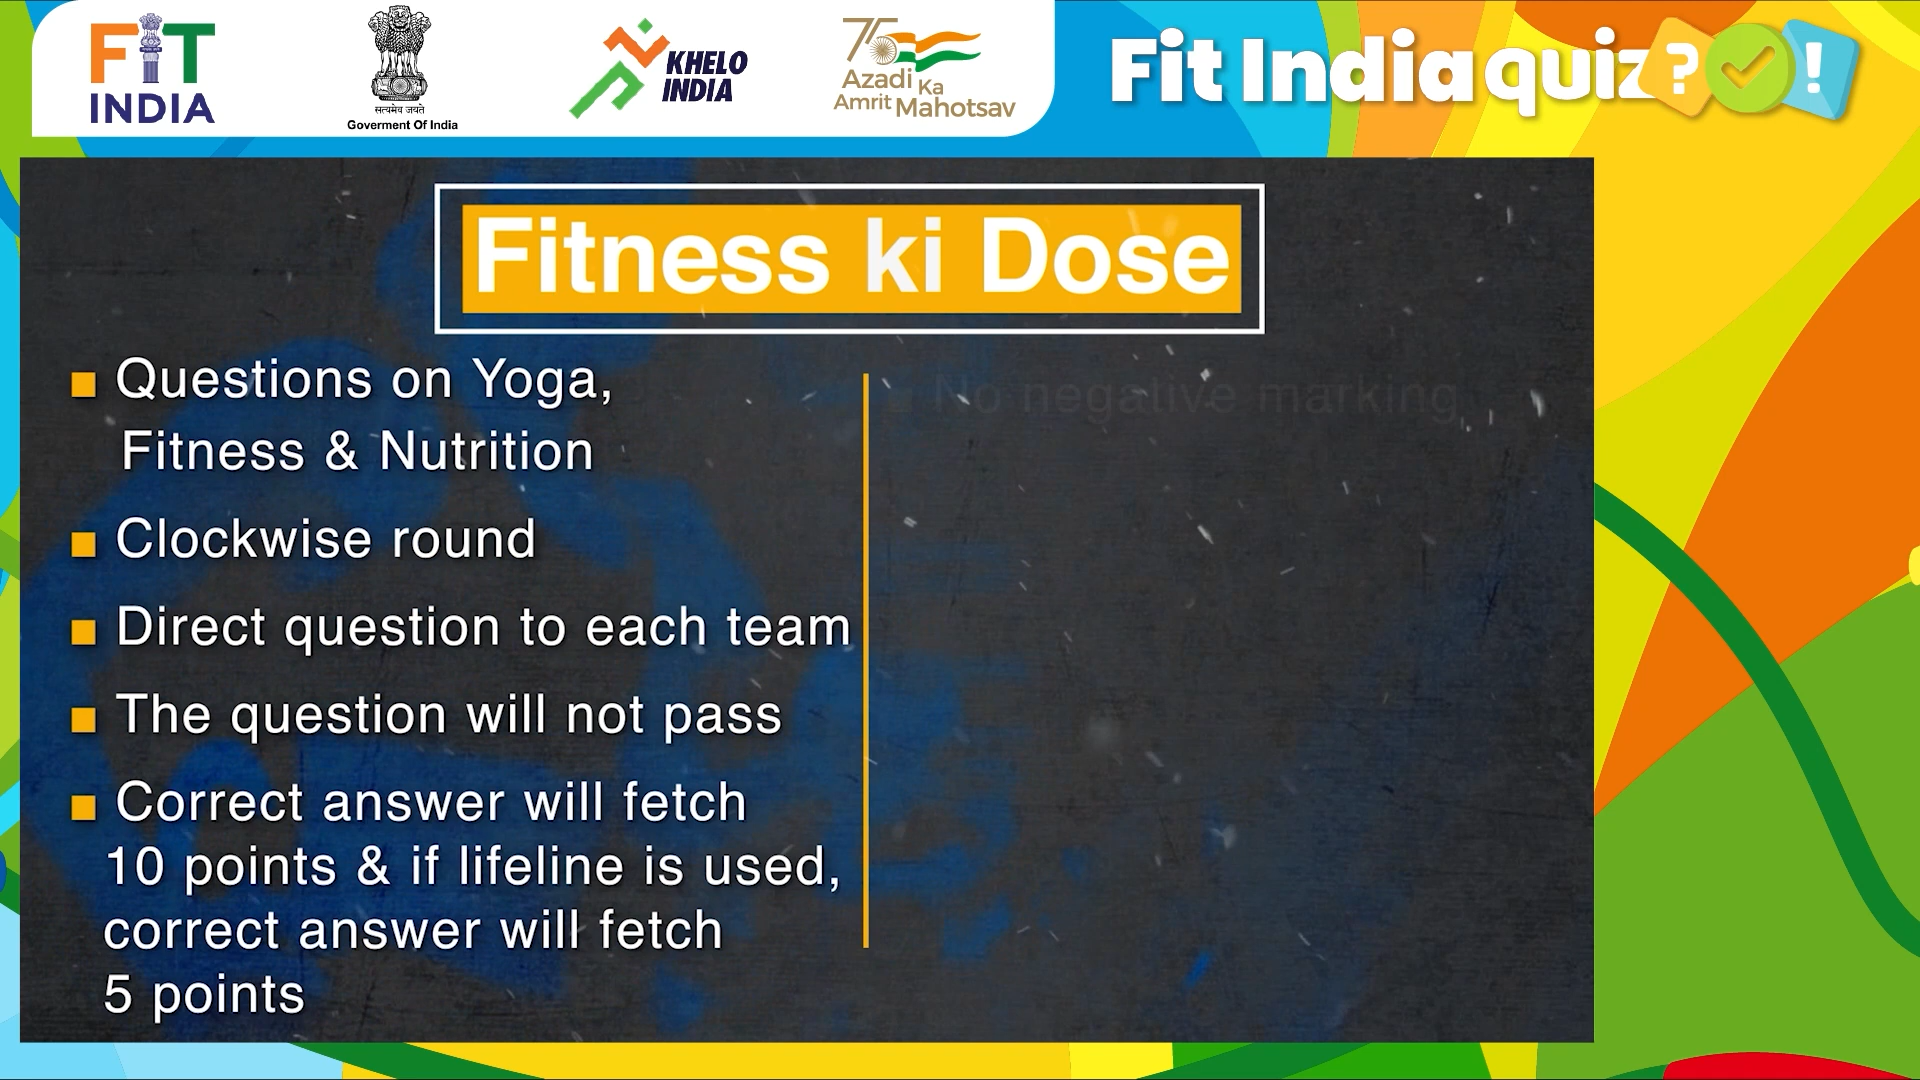 FIT
INDIA
सत्यमेव जयते
Goverment Of India
KHELO
INDIA
75
Azadi Ka
Amrit Mahotsav
Fit India quiz ? !
Fitness ki Dose
Questions on Yoga,
Fitness & Nutrition
Clockwise round
Direct question to each team
The question will not pass
Correct answer will fetch
10 points & if lifeline is used,
correct answer will fetch
5 points
No negative marking